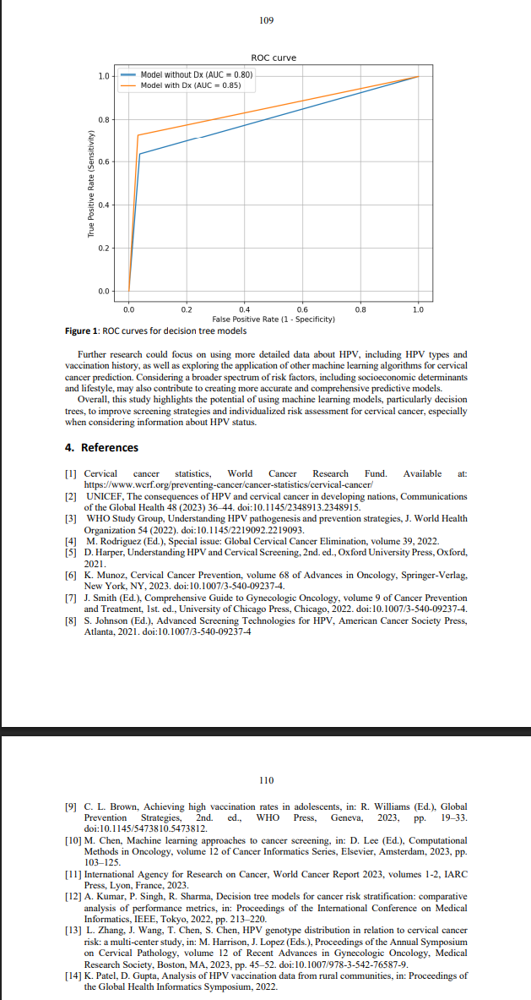 109
ROC curve
Model without Dx (AUC = 0.80)
Model with Dx (AUC = 0.85)
1.0
0.8
0.6
0.4
0.2
0.0
True Positive Rate (Sensitivity)
0.0 0.2 0.4 0.6 0.8 1.0
False Positive Rate (1 - Specificity)
Figure 1: ROC curves for decision tree models
Further research could focus on using more detailed data about HPV, including HPV types and
vaccination history, as well as exploring the application of other machine learning algorithms for cervical
cancer prediction. Considering a broader spectrum of risk factors, including socioeconomic determinants
and lifestyle, may also contribute to creating more accurate and comprehensive predictive models.
Overall, this study highlights the potential of using machine learning models, particularly decision
trees, to improve screening strategies and individualized risk assessment for cervical cancer, especially
when considering information about HPV status.
4. References
[1] Cervical cancer statistics, World Cancer Research Fund. Available at:
https://www.wcrf.org/preventing-cancer/cancer-statistics/cervical-cancer/
[2] UNICEF, The consequences of HPV and cervical cancer in developing nations, Communications
of the Global Health 48 (2023) 36–44. doi:10.1145/2348913.2348915.
[3] WHO Study Group, Understanding HPV pathogenesis and prevention strategies, J. World Health
Organization 54 (2022). doi:10.1145/2219092.2219093.
[4] M. Rodriguez (Ed.), Special issue: Global Cervical Cancer Elimination, volume 39, 2022.
[5] D. Harper, Understanding HPV and Cervical Screening, 2nd. ed., Oxford University Press, Oxford,
2021.
[6] K. Munoz, Cervical Cancer Prevention, volume 68 of Advances in Oncology, Springer-Verlag,
New York, NY, 2023. doi:10.1007/3-540-09237-4.
[7] J. Smith (Ed.), Comprehensive Guide to Gynecologic Oncology, volume 9 of Cancer Prevention
and Treatment, 1st. ed., University of Chicago Press, Chicago, 2022. doi:10.1007/3-540-09237-4.
[8] S. Johnson (Ed.), Advanced Screening Technologies for HPV, American Cancer Society Press,
Atlanta, 2021. doi:10.1007/3-540-09237-4
110
[9] C. L. Brown, Achieving high vaccination rates in adolescents, in: R. Williams (Ed.), Global
Prevention Strategies, 2nd. ed., WHO Press, Geneva, 2023, pp. 19–33.
doi:10.1145/5473810.5473812.
[10] M. Chen, Machine learning approaches to cancer screening, in: D. Lee (Ed.), Computational
Methods in Oncology, volume 12 of Cancer Informatics Series, Elsevier, Amsterdam, 2023, pp.
103–125.
[11] International Agency for Research on Cancer, World Cancer Report 2023, volumes 1-2, IARC
Press, Lyon, France, 2023.
[12] A. Kumar, P. Singh, R. Sharma, Decision tree models for cancer risk stratification: comparative
analysis of performance metrics, in: Proceedings of the International Conference on Medical
Informatics, IEEE, Tokyo, 2022, pp. 213–220.
[13] L. Zhang, J. Wang, T. Chen, S. Chen, HPV genotype distribution in relation to cervical cancer
risk: a multi-center study, in: M. Harrison, J. Lopez (Eds.), Proceedings of the Annual Symposium
on Cervical Pathology, volume 12 of Recent Advances in Gynecologic Oncology, Medical
Research Society, Boston, MA, 2023, pp. 45–52. doi:10.1007/978-3-542-76587-9.
[14] K. Patel, D. Gupta, Analysis of HPV vaccination data from rural communities, in: Proceedings of
the Global Health Informatics Symposium, 2022.